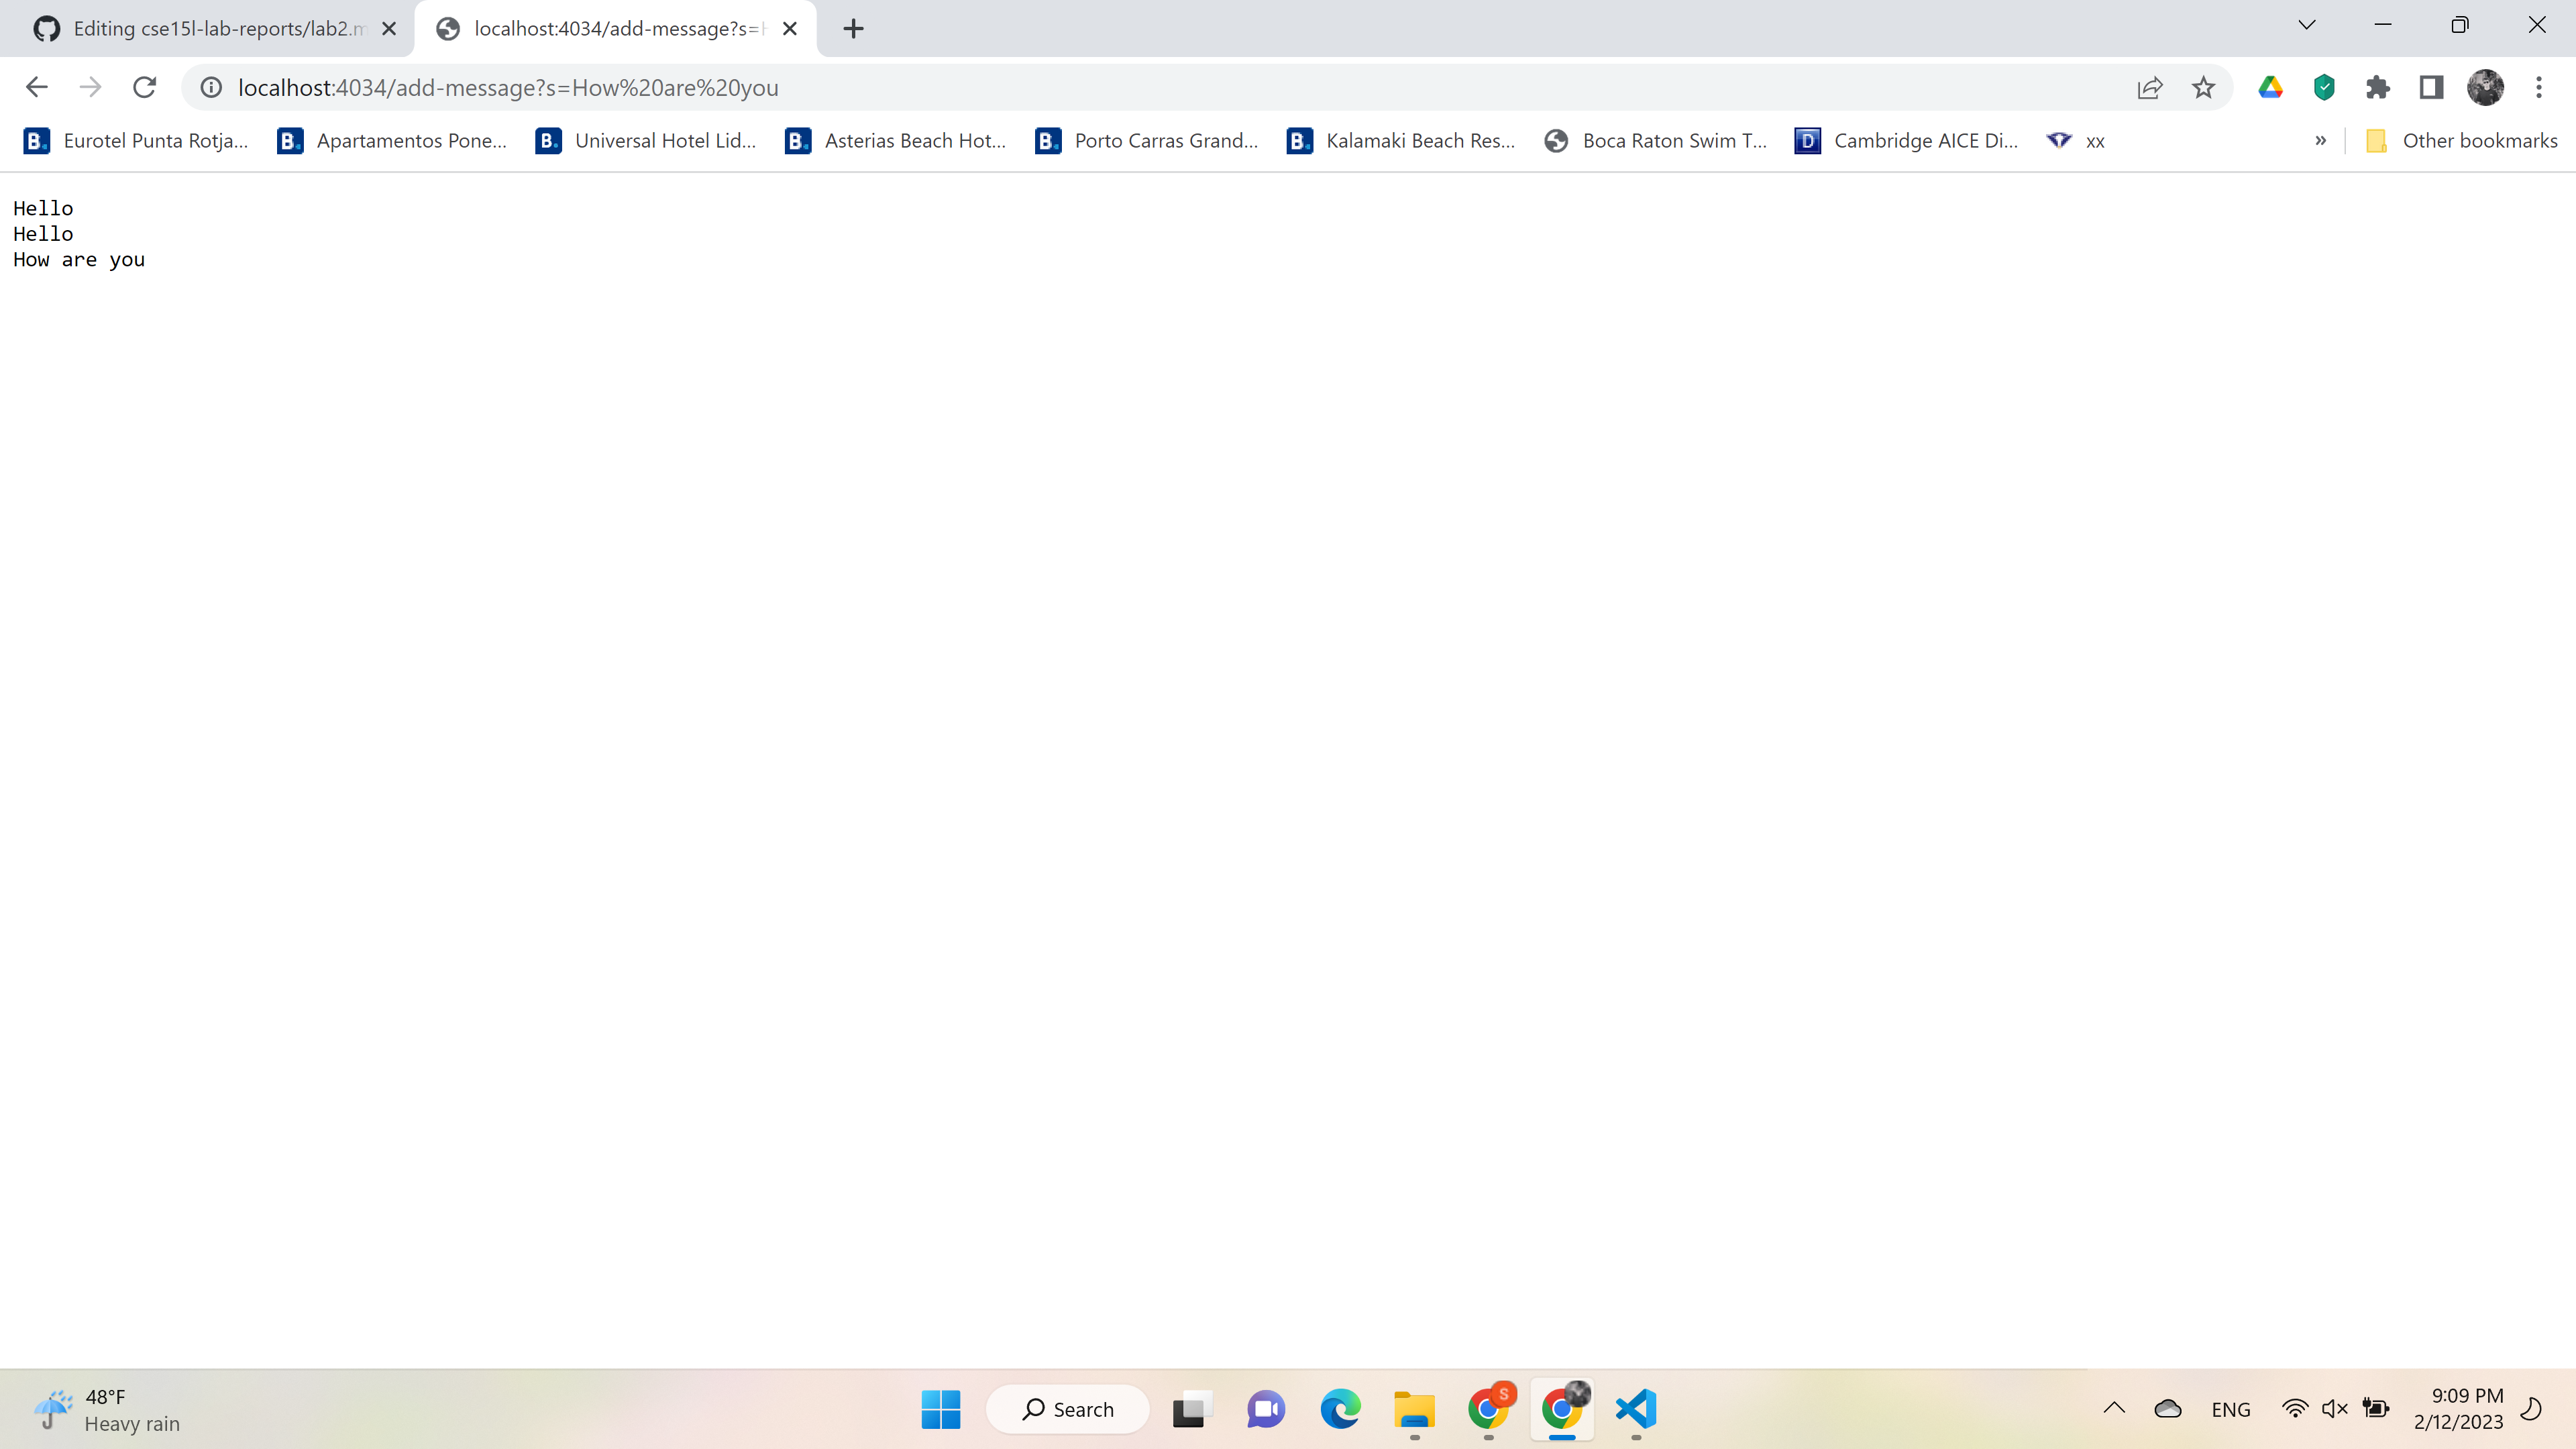 Editing cse15l-lab-reports/lab2.m
localhost:4034/add-message?s=H
localhost:4034/add-message?s=How%20are%20you
Eurotel Punta Rotja... Apartamentos Pone... Universal Hotel Lid... Asterias Beach Hot... Porto Carras Grand... Kalamaki Beach Res... Boca Raton Swim T... Cambridge AICE Di... xx » Other bookmarks
Hello
Hello
How are you
48°F
Heavy rain
Search
S
ENG
9:09 PM
2/12/2023